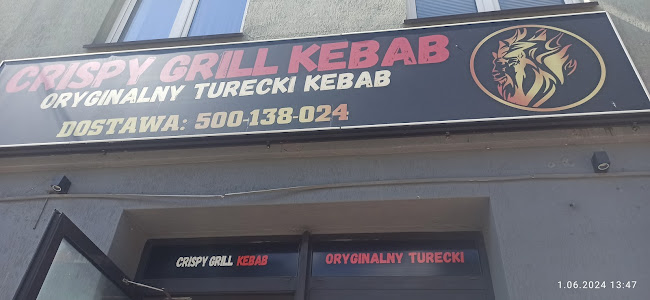 CRISPY GRILL KEBAB
ORYGINALNY TURECKI KEBAB
DOSTAWA: 500-138-024
CRISPY GRILL KEBAB
ORYGINALNY TURECKI
1.06.2024 13:47